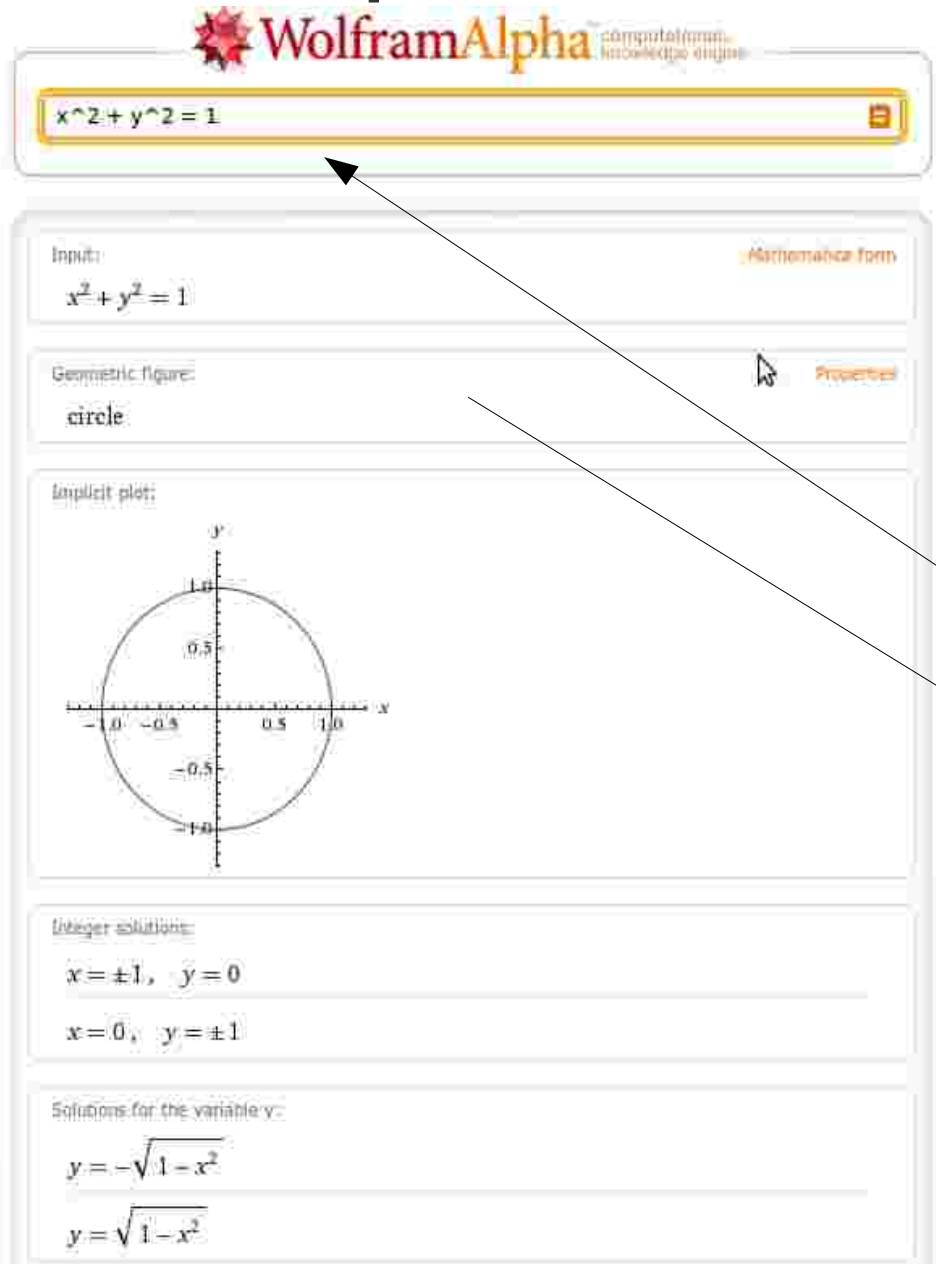 WolframAlpha computational knowledge engine
x^2 + y^2 = 1
Input: Mathematica form
x² + y² = 1
Geometric figure: Properties
circle
Implicit plot:
y
1.0
0.5
x
−1.0 −0.5 0.5 1.0
−0.5
−1.0
Integer solutions:
x = ±1, y = 0
x = 0, y = ±1
Solutions for the variable y:
y = −√(1 − x²)
y = √(1 − x²)